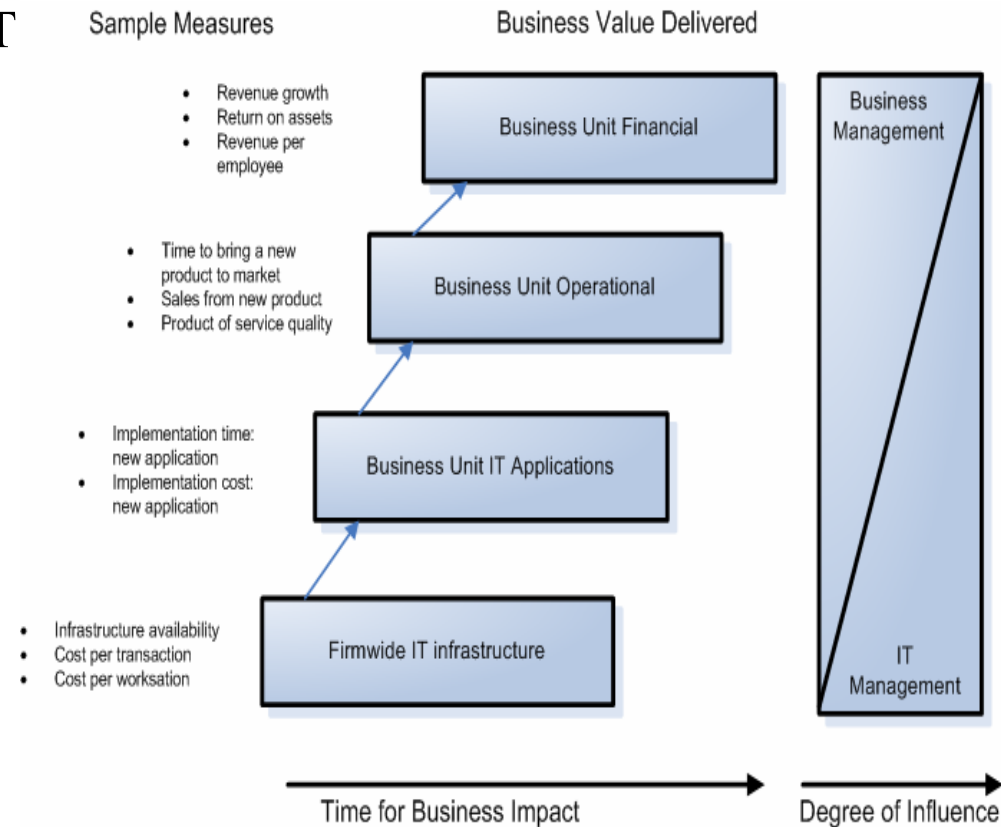 T
Sample Measures
Business Value Delivered
Revenue growth
Return on assets
Revenue per
employee
Business Unit Financial
Business
Management
Time to bring a new
product to market
Sales from new product
Product of service quality
Business Unit Operational
Implementation time:
new application
Implementation cost:
new application
Business Unit IT Applications
Infrastructure availability
Cost per transaction
Cost per worksation
Firmwide IT infrastructure
IT
Management
Time for Business Impact
Degree of Influence